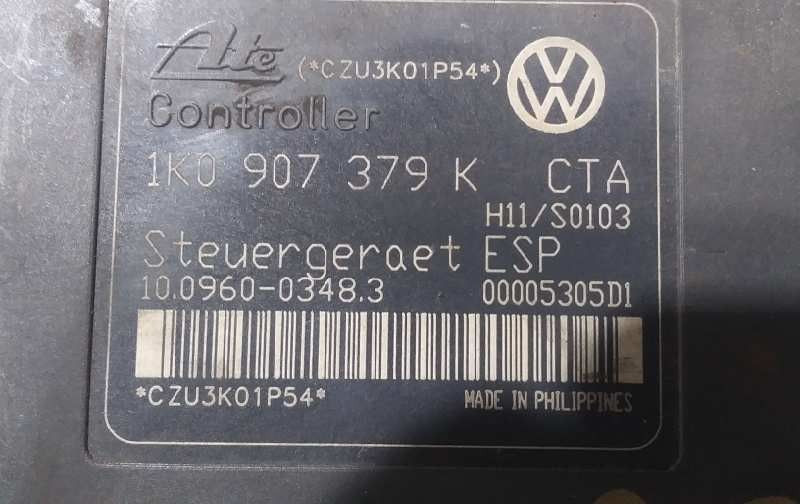 Ate (*CZU3K01P54*)
Controller
1K0 907 379 K CTA
H11/S0103
Steuergeraet ESP
10.0960-0348.3 00005305D1
*CZU3K01P54* MADE IN PHILIPPINES